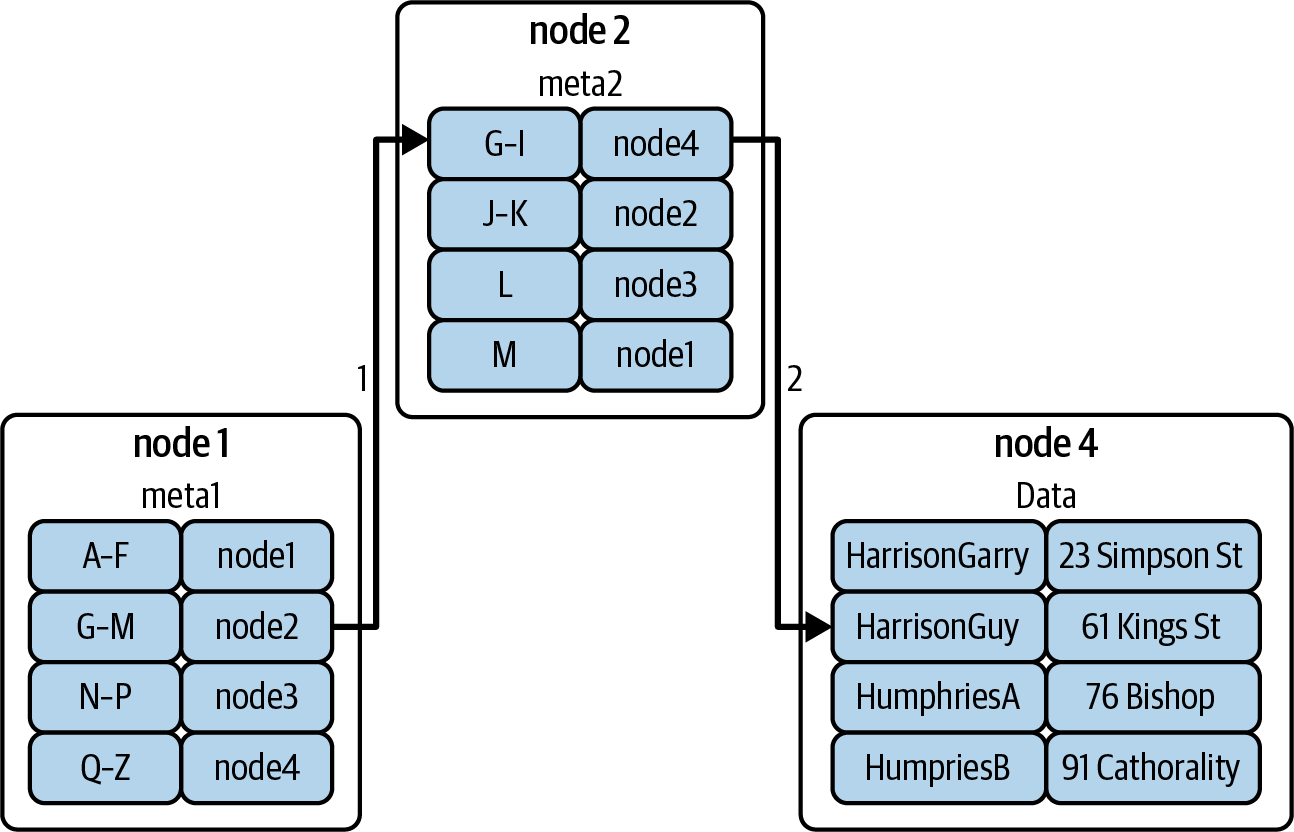 node 2
meta2
G–I node4
J–K node2
L node3
M node1
1
2
node 1
meta1
A–F node1
G–M node2
N–P node3
Q–Z node4
node 4
Data
HarrisonGarry 23 Simpson St
HarrisonGuy 61 Kings St
HumphriesA 76 Bishop
HumpriesB 91 Cathorality